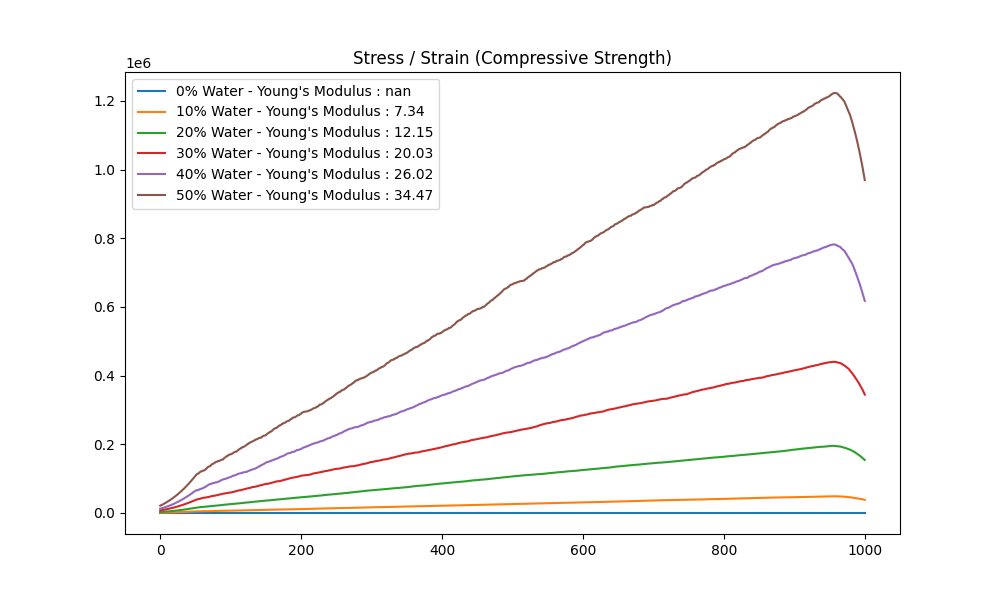 Stress / Strain (Compressive Strength)
1e6
0% Water - Young's Modulus : nan
10% Water - Young's Modulus : 7.34
20% Water - Young's Modulus : 12.15
30% Water - Young's Modulus : 20.03
40% Water - Young's Modulus : 26.02
50% Water - Young's Modulus : 34.47
1.2
1.0
0.8
0.6
0.4
0.2
0.0
0 200 400 600 800 1000